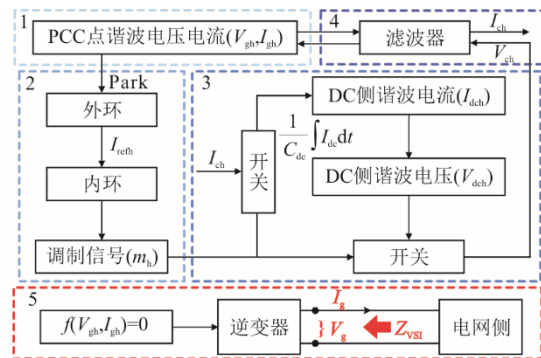 1
PCC点谐波电压电流(Vgh,Igh)
4
滤波器
Ich
Vch
Park
2
外环
Irefh
内环
调制信号(mh)
3
Ich
开关
DC侧谐波电流(Idch)
1/Cdc ∫Idcdt
DC侧谐波电压(Vdch)
开关
5
f(Vgh,Igh)=0
逆变器
Ig
} Vg
ZVSI
电网侧